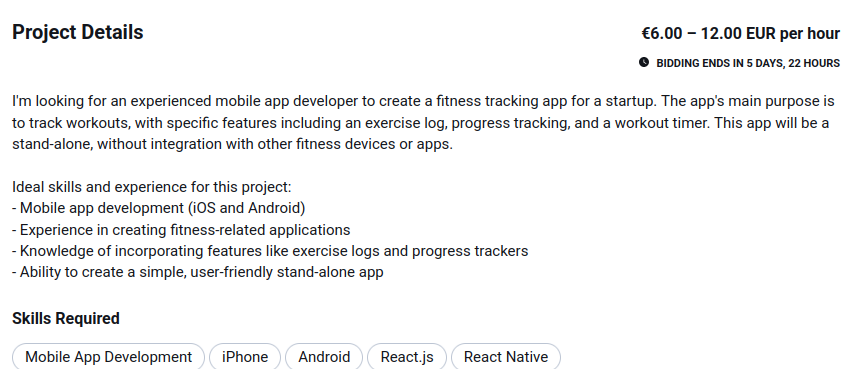 Project Details
€6.00 – 12.00 EUR per hour
BIDDING ENDS IN 5 DAYS, 22 HOURS
I'm looking for an experienced mobile app developer to create a fitness tracking app for a startup. The app's main purpose is
to track workouts, with specific features including an exercise log, progress tracking, and a workout timer. This app will be a
stand-alone, without integration with other fitness devices or apps.
Ideal skills and experience for this project:
- Mobile app development (iOS and Android)
- Experience in creating fitness-related applications
- Knowledge of incorporating features like exercise logs and progress trackers
- Ability to create a simple, user-friendly stand-alone app
Skills Required
Mobile App Development iPhone Android React.js React Native